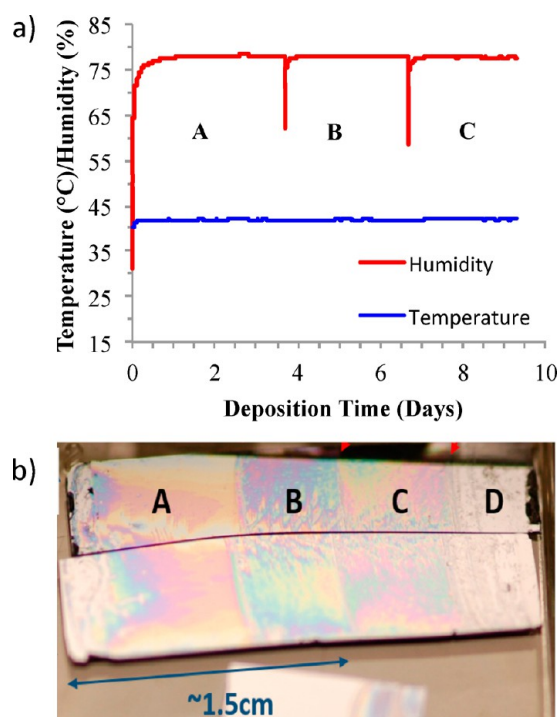 a)
Temperature (°C)/Humidity (%)
85
75
65
55
45
35
25
15
A
B
C
Humidity
Temperature
0
2
4
6
8
10
Deposition Time (Days)
b)
A
B
C
D
~1.5cm